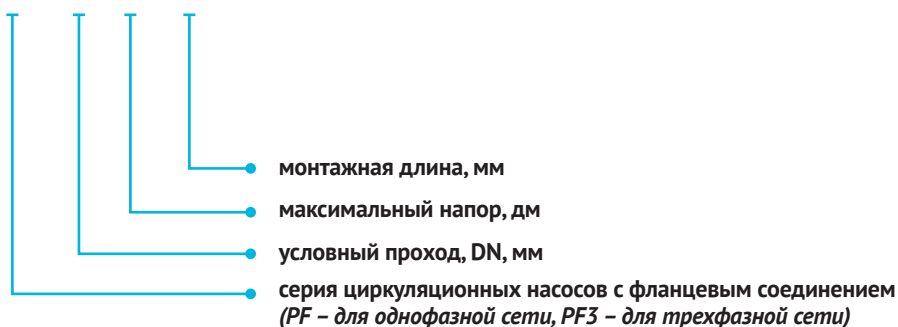 монтажная длина, мм
максимальный напор, дм
условный проход, DN, мм
серия циркуляционных насосов с фланцевым соединением
(PF – для однофазной сети, PF3 – для трехфазной сети)